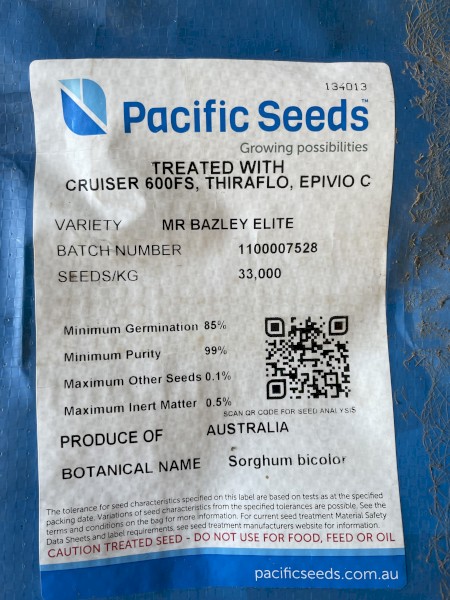 134013
Pacific Seeds™
Growing possibilities
TREATED WITH
CRUISER 600FS, THIRAFLO, EPIVIO C
VARIETY MR BAZLEY ELITE
BATCH NUMBER 1100007528
SEEDS/KG 33,000
Minimum Germination 85%
Minimum Purity 99%
Maximum Other Seeds 0.1%
Maximum Inert Matter 0.5%
SCAN QR CODE FOR SEED ANALYSIS
PRODUCE OF AUSTRALIA
BOTANICAL NAME Sorghum bicolor
The tolerance for seed characteristics specified on this label are based on tests as at the specified
packing date. Variations of seed characteristics from the specified tolerances are possible. See the
terms and conditions on the bag for more information. For current seed treatment Material Safety
Data Sheets and label requirements, see seed treatment manufacturers website for information.
CAUTION TREATED SEED - DO NOT USE FOR FOOD, FEED OR OIL
pacificseeds.com.au